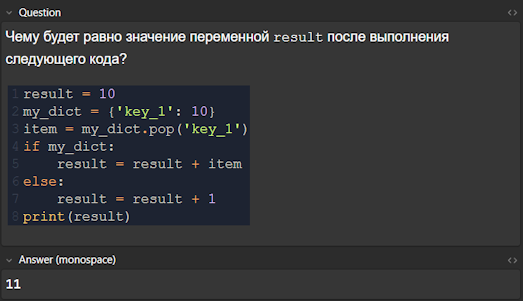 Question
Чему будет равно значение переменной result после выполнения
следующего кода?
1 result = 10
2 my_dict = {'key_1': 10}
3 item = my_dict.pop('key_1')
4 if my_dict:
5     result = result + item
6 else:
7     result = result + 1
8 print(result)
Answer (monospace)
11